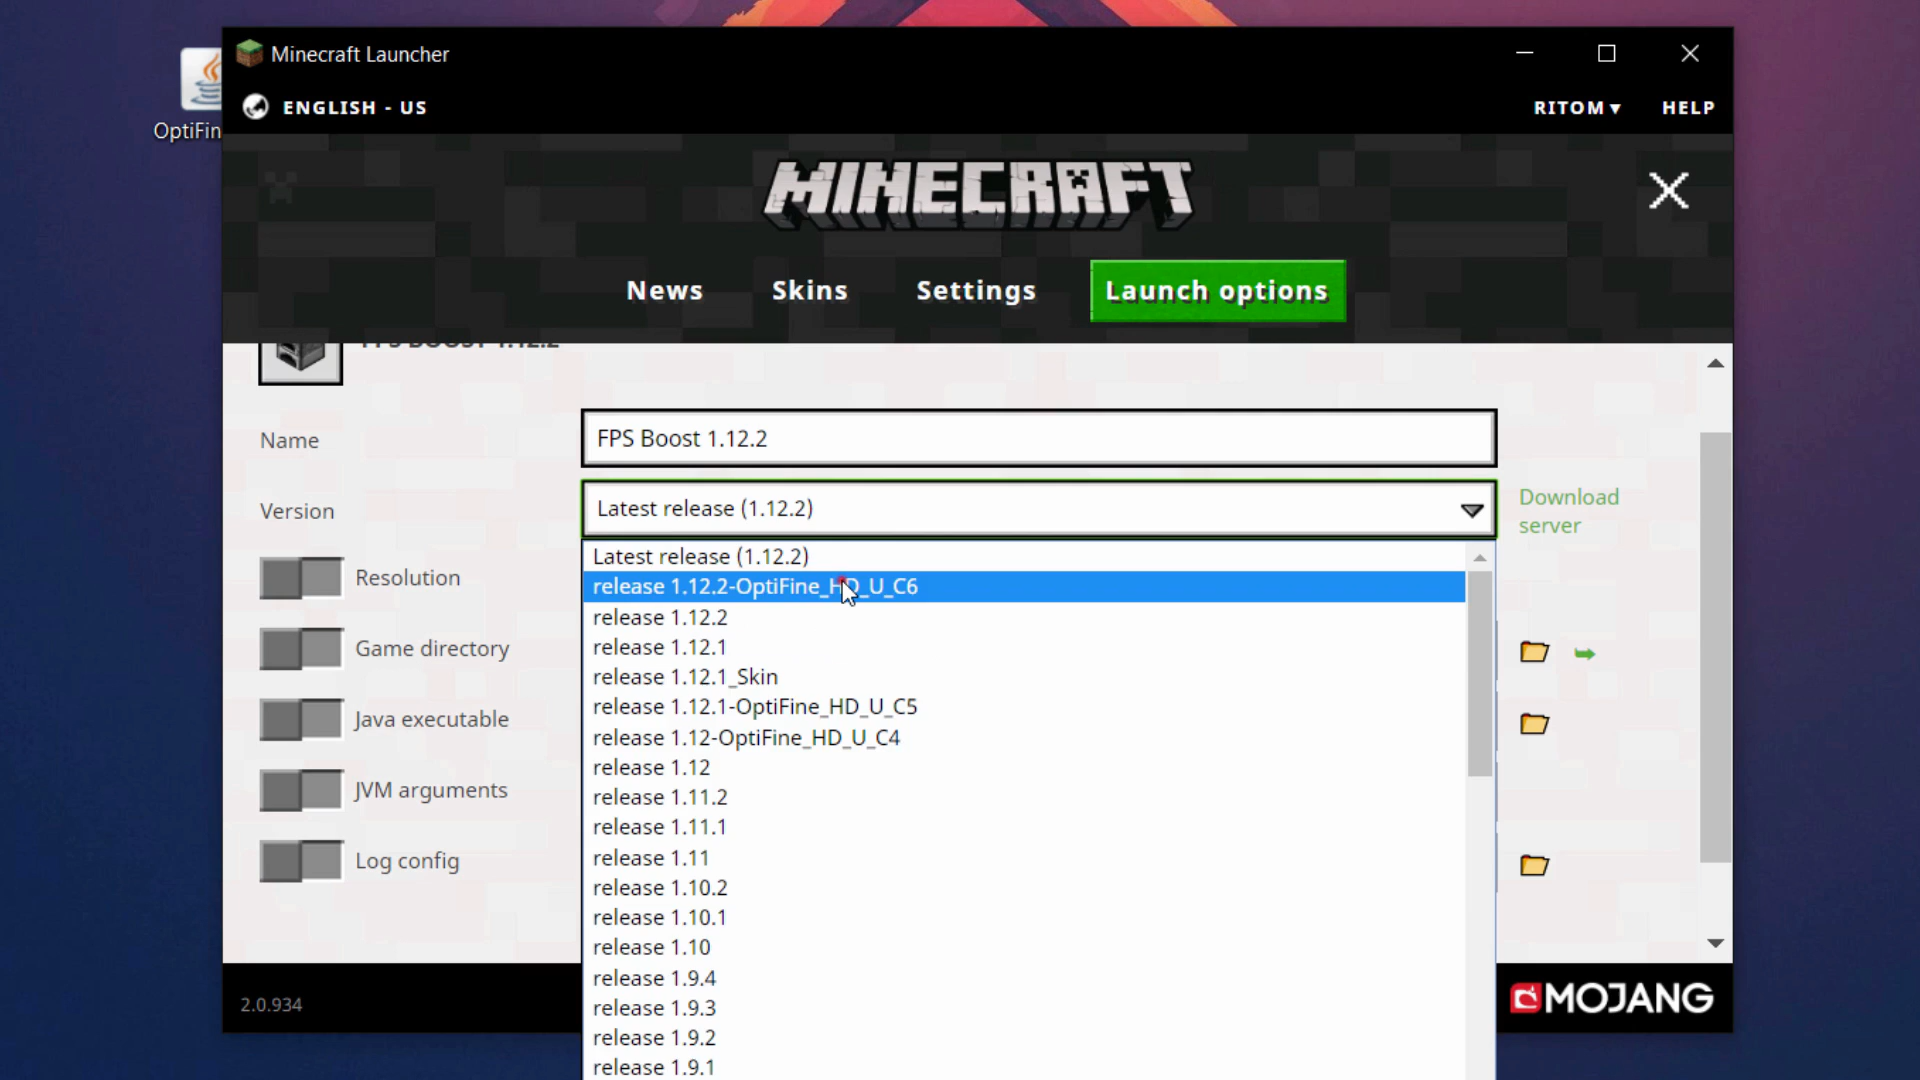 Minecraft Launcher
ENGLISH - US
RITOM
HELP
OptiFin
MINECRAFT
News
Skins
Settings
Launch options
FPS BOOST 1.12.2
Name
FPS Boost 1.12.2
Version
Latest release (1.12.2)
Download
server
Latest release (1.12.2)
release 1.12.2-OptiFine_HD_U_C6
release 1.12.2
release 1.12.1
release 1.12.1_Skin
release 1.12.1-OptiFine_HD_U_C5
release 1.12-OptiFine_HD_U_C4
release 1.12
release 1.11.2
release 1.11.1
release 1.11
release 1.10.2
release 1.10.1
release 1.10
release 1.9.4
release 1.9.3
release 1.9.2
release 1.9.1
Resolution
Game directory
Java executable
JVM arguments
Log config
2.0.934
MOJANG